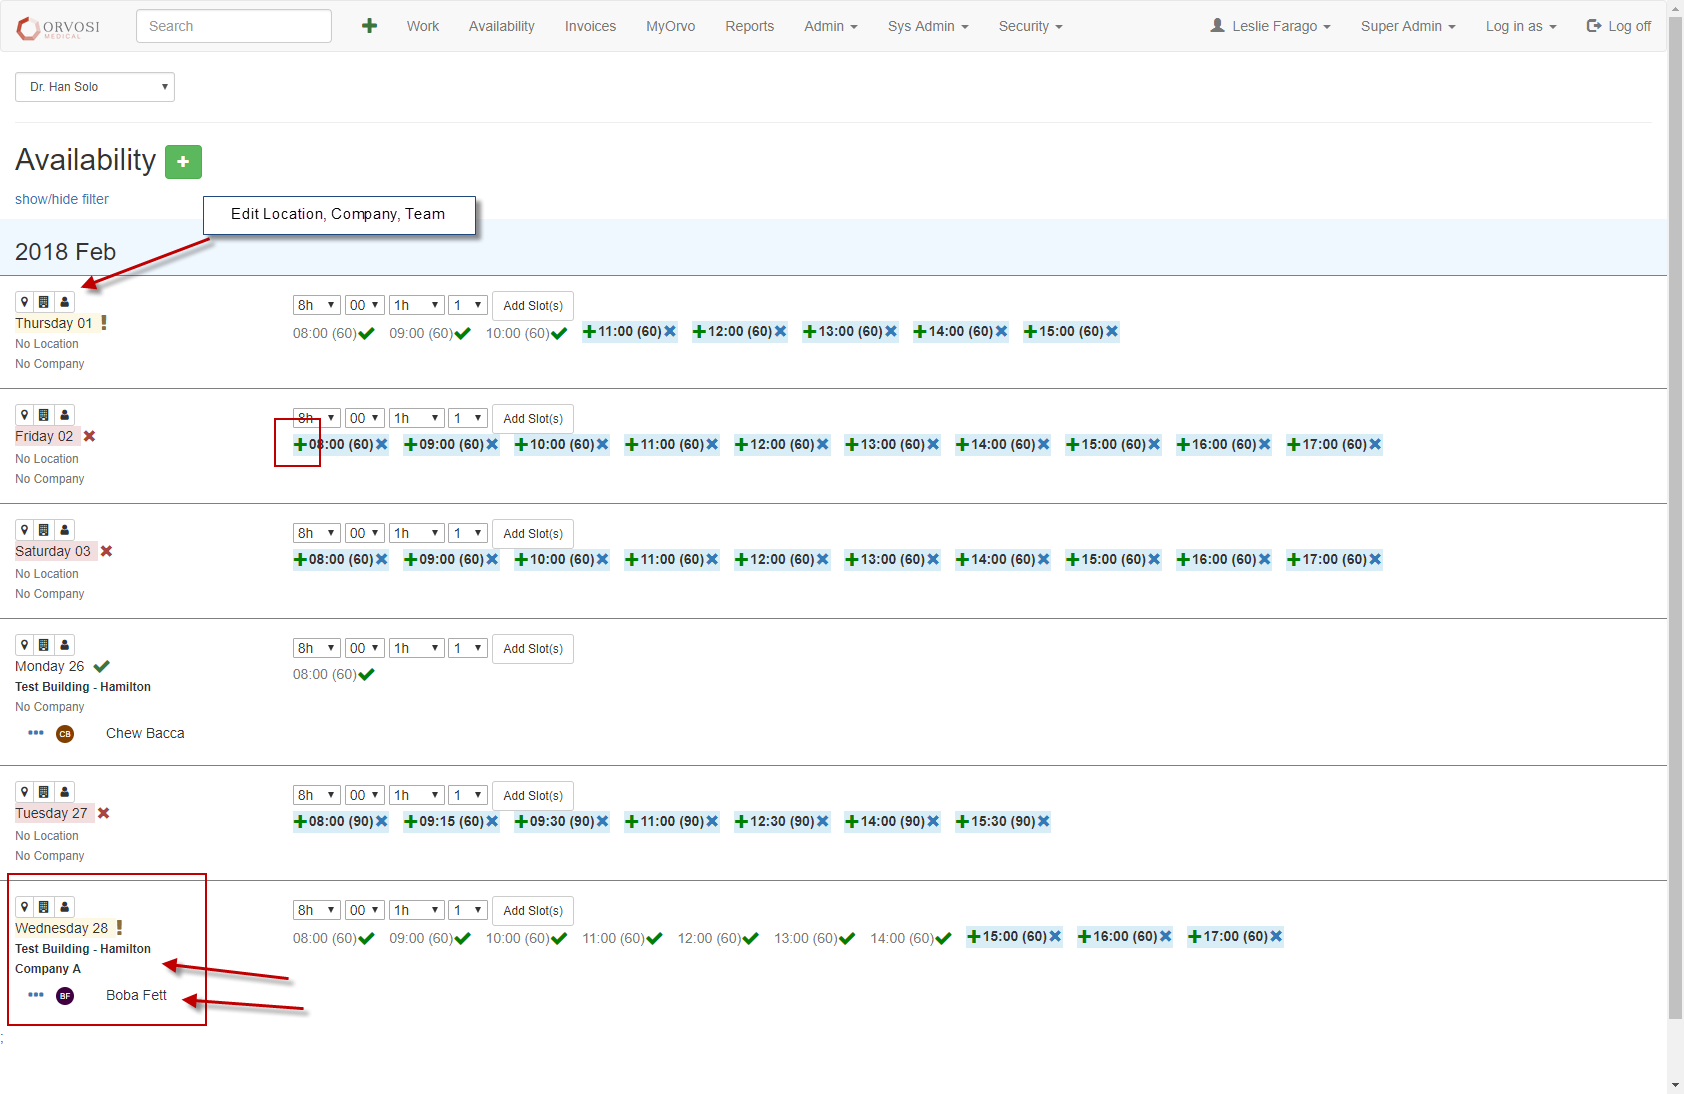 ORVOSI
MEDICAL
Search
Work
Availability
Invoices
MyOrvo
Reports
Admin
Sys Admin
Security
Leslie Farago
Super Admin
Log in as
Log off
Dr. Han Solo
Availability
show/hide filter
Edit Location, Company, Team
2018 Feb
8h 00 1h 1 Add Slot(s)
Thursday 01
08:00 (60) 09:00 (60) 10:00 (60) 11:00 (60) 12:00 (60) 13:00 (60) 14:00 (60) 15:00 (60)
No Location
No Company
8h 00 1h 1 Add Slot(s)
Friday 02
08:00 (60) 09:00 (60) 10:00 (60) 11:00 (60) 12:00 (60) 13:00 (60) 14:00 (60) 15:00 (60) 16:00 (60) 17:00 (60)
No Location
No Company
8h 00 1h 1 Add Slot(s)
Saturday 03
08:00 (60) 09:00 (60) 10:00 (60) 11:00 (60) 12:00 (60) 13:00 (60) 14:00 (60) 15:00 (60) 16:00 (60) 17:00 (60)
No Location
No Company
8h 00 1h 1 Add Slot(s)
Monday 26
08:00 (60)
Test Building - Hamilton
No Company
CB Chew Bacca
8h 00 1h 1 Add Slot(s)
Tuesday 27
08:00 (90) 09:15 (60) 09:30 (90) 11:00 (90) 12:30 (90) 14:00 (90) 15:30 (90)
No Location
No Company
8h 00 1h 1 Add Slot(s)
Wednesday 28
08:00 (60) 09:00 (60) 10:00 (60) 11:00 (60) 12:00 (60) 13:00 (60) 14:00 (60) 15:00 (60) 16:00 (60) 17:00 (60)
Test Building - Hamilton
Company A
BF Boba Fett
;